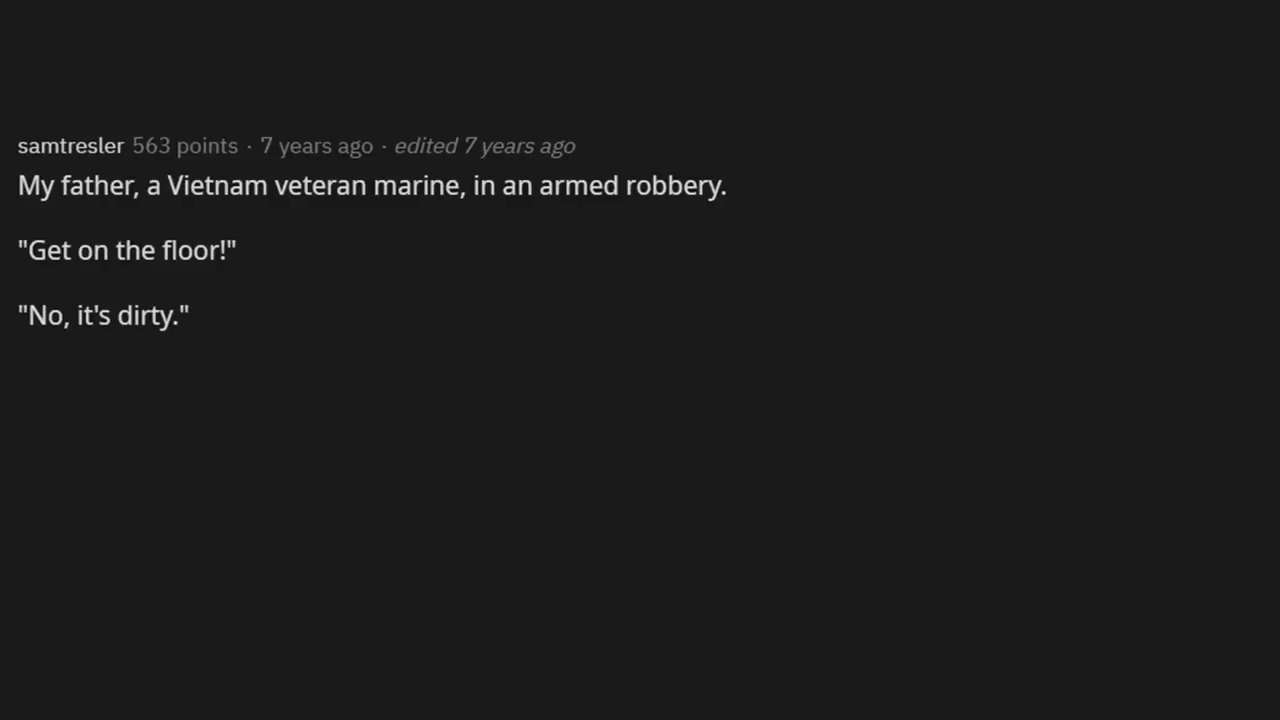 samtresler 563 points · 7 years ago · edited 7 years ago
My father, a Vietnam veteran marine, in an armed robbery.
"Get on the floor!"
"No, it's dirty."